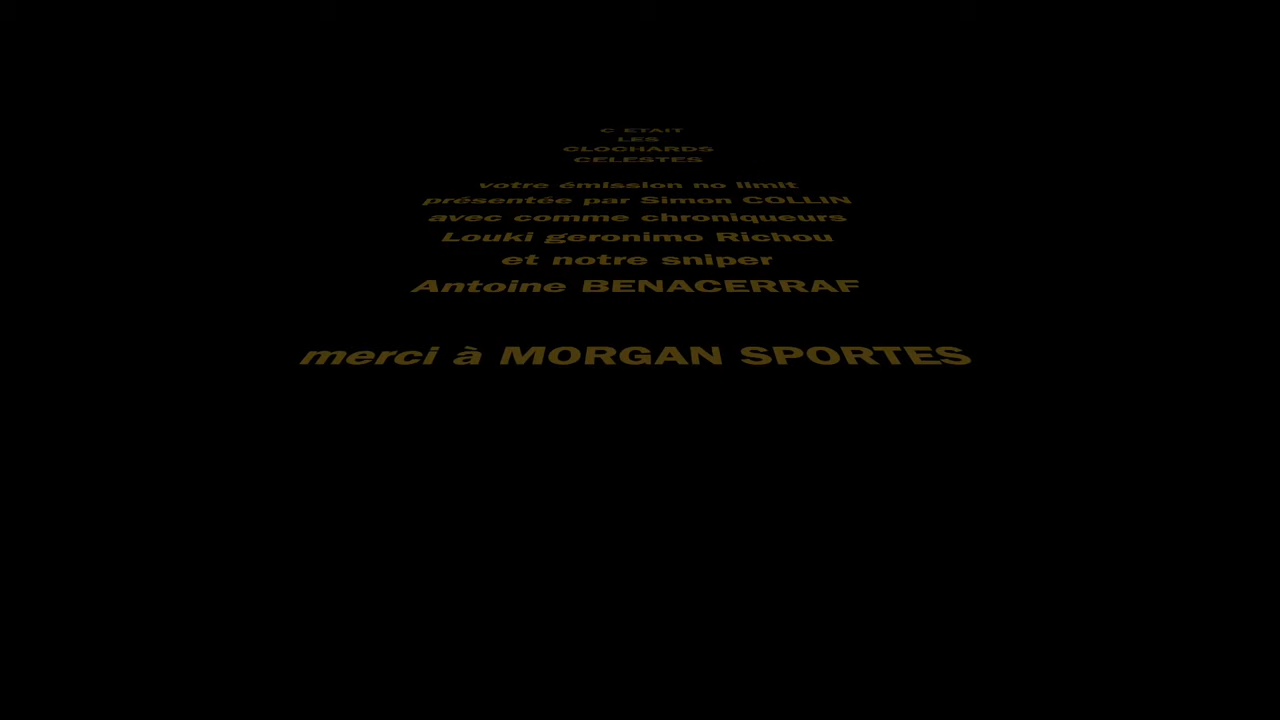 C ETAIT
LES
CLOCHARDS
CELESTES
votre émission no limit
présentée par Simon COLLIN
avec comme chroniqueurs
Louki geronimo Richou
et notre sniper
Antoine BENACERRAF
merci à MORGAN SPORTES